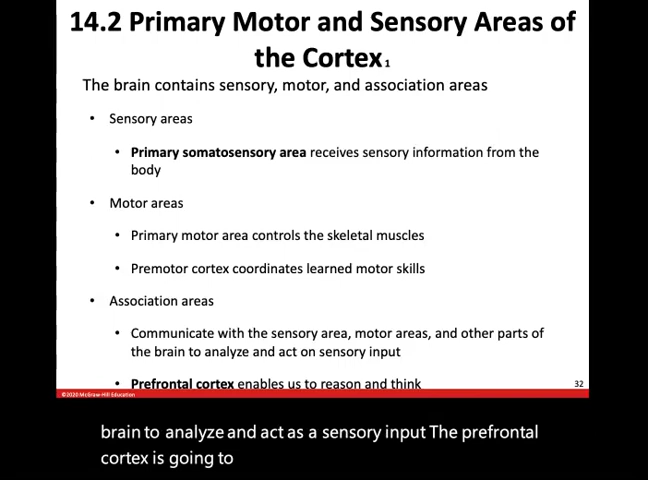 14.2 Primary Motor and Sensory Areas of
the Cortex 1
The brain contains sensory, motor, and association areas
• Sensory areas
• Primary somatosensory area receives sensory information from the
body
• Motor areas
• Primary motor area controls the skeletal muscles
• Premotor cortex coordinates learned motor skills
• Association areas
• Communicate with the sensory area, motor areas, and other parts of
the brain to analyze and act on sensory input
• Prefrontal cortex enables us to reason and think
32
©2020 McGraw-Hill Education
brain to analyze and act as a sensory input The prefrontal
cortex is going to